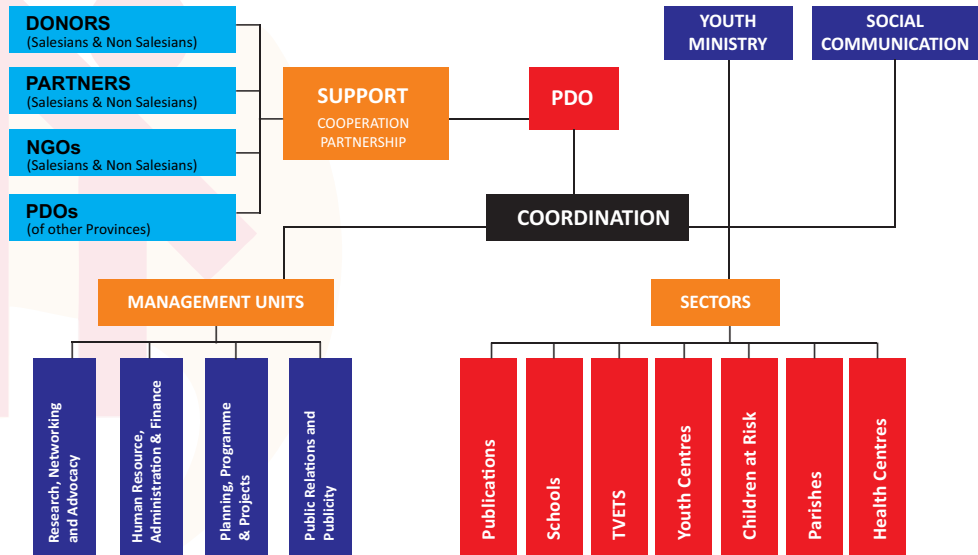 DONORS
(Salesians & Non Salesians)
PARTNERS
(Salesians & Non Salesians)
NGOs
(Salesians & Non Salesians)
PDOs
(of other Provinces)
SUPPORT
COOPERATION
PARTNERSHIP
PDO
YOUTH
MINISTRY
SOCIAL
COMMUNICATION
COORDINATION
MANAGEMENT UNITS
SECTORS
Research, Networking
and Advocacy
Human Resource,
Administration & Finance
Planning, Programme
& Projects
Public Relations and
Publicity
Publications
Schools
TVETS
Youth Centres
Children at Risk
Parishes
Health Centres